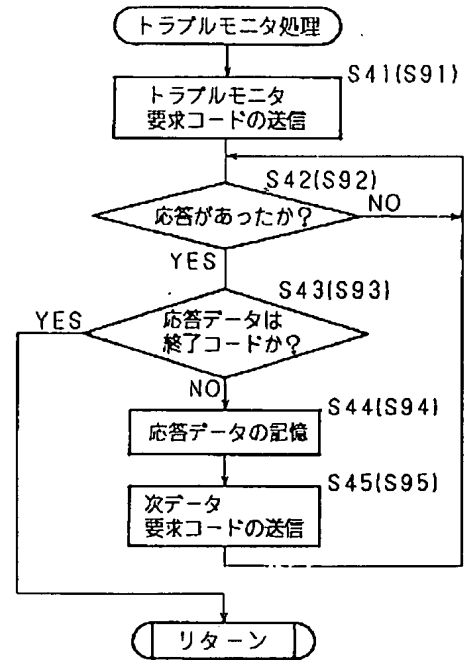 トラブルモニタ処理
S41(S91)
トラブルモニタ
要求コードの送信
S42(S92)
応答があったか?
NO
YES
S43(S93)
YES
応答データは
終了コードか?
NO
S44(S94)
応答データの記憶
S45(S95)
次データ
要求コードの送信
リターン